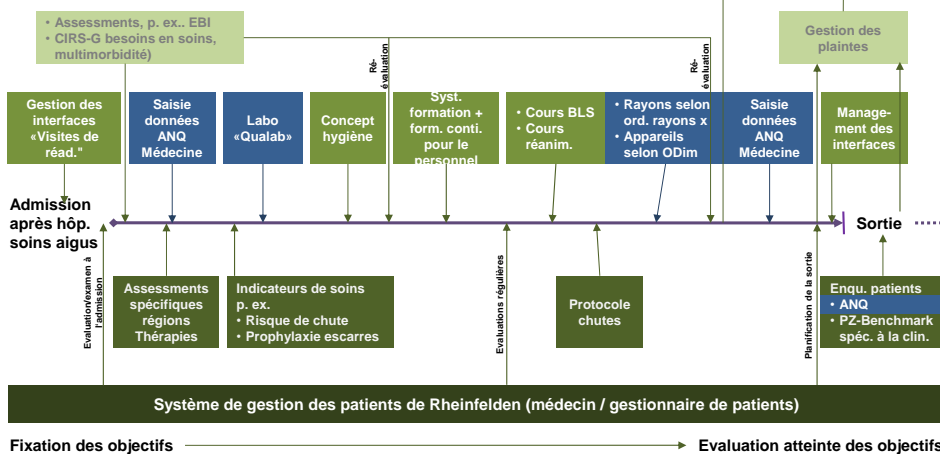 • Assessments, p. ex.. EBI
• CIRS-G besoins en soins,
multimorbidité)
Ré-
évaluation
Ré-
évaluation
Gestion des
plaintes
Gestion des
interfaces
«Visites de
réad."
Saisie
données
ANQ
Médecine
Labo
«Qualab»
Concept
hygiène
Syst.
formation +
form. conti.
pour le
personnel
• Cours BLS
• Cours
réanim.
• Rayons selon
ord. rayons x
• Appareils
selon ODim
Saisie
données
ANQ
Médecine
Manage-
ment des
interfaces
Admission
après hôp.
soins aigus
Sortie
Evaluation/examen à
l'admission
Assessments
spécifiques
régions
Thérapies
Indicateurs de soins
p. ex.
• Risque de chute
• Prophylaxie escarres
Evaluations régulières
Protocole
chutes
Planification de la sortie
Enqu. patients
• ANQ
• PZ-Benchmark
spéc. à la clin.
Système de gestion des patients de Rheinfelden (médecin / gestionnaire de patients)
Fixation des objectifs
Evaluation atteinte des objectifs